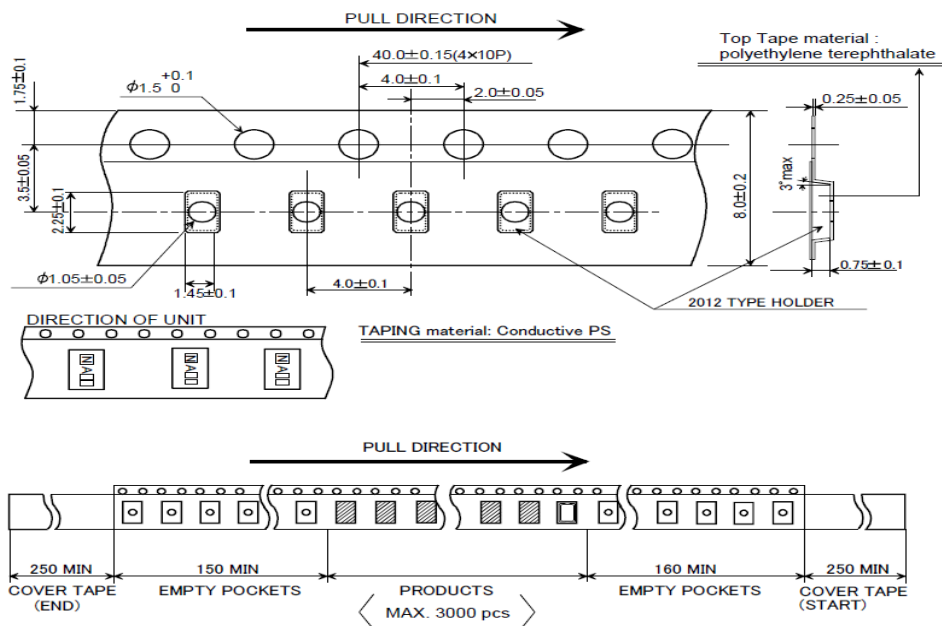 PULL DIRECTION
Top Tape material :
polyethylene terephthalate
1.75±0.1
φ1.5 +0.1 0
40.0±0.15(4×10P)
4.0±0.1
2.0±0.05
0.25±0.05
3.5±0.05
2.25±0.1
8.0±0.2
3°max
φ1.05±0.05
1.45±0.1
4.0±0.1
0.75±0.1
2012 TYPE HOLDER
DIRECTION OF UNIT
TAPING material: Conductive PS
NA□□
NA□□
NA□□
PULL DIRECTION
250 MIN
150 MIN
160 MIN
250 MIN
COVER TAPE
(END)
EMPTY POCKETS
PRODUCTS
MAX. 3000 pcs
EMPTY POCKETS
COVER TAPE
(START)